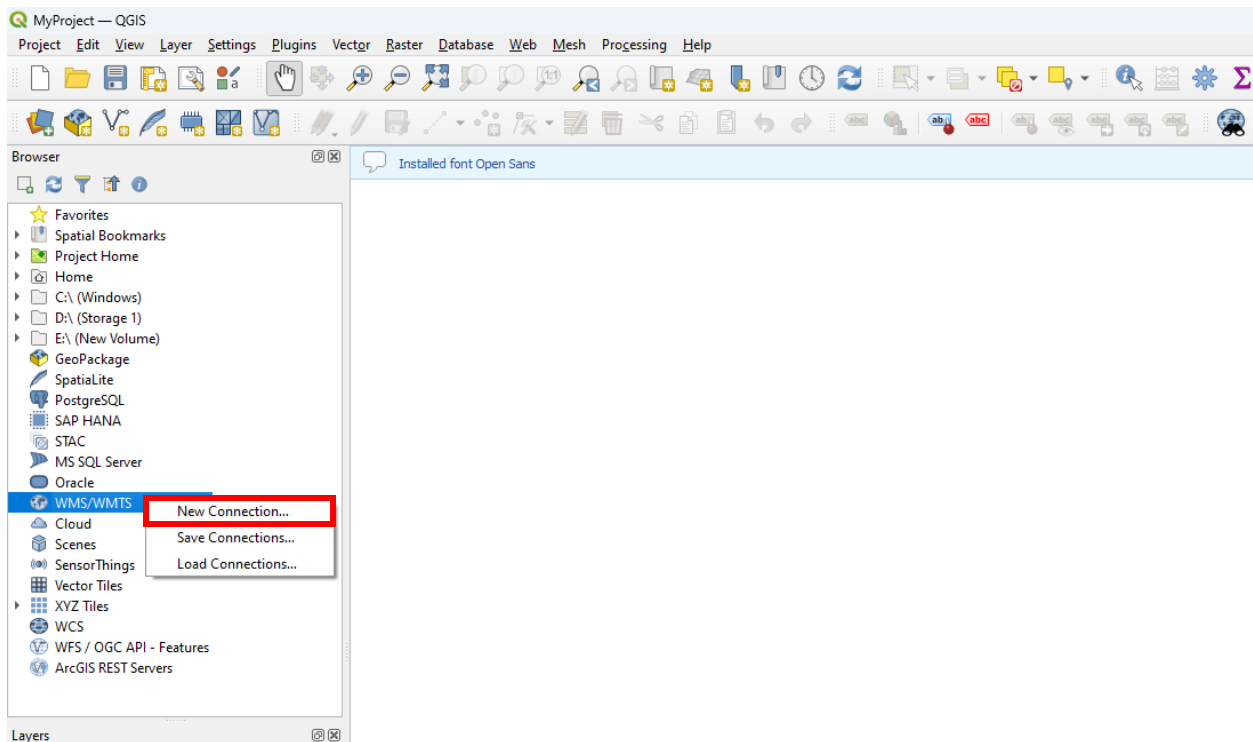 MyProject — QGIS
Project Edit View Layer Settings Plugins Vector Raster Database Web Mesh Processing Help
Browser
Installed font Open Sans
Favorites
Spatial Bookmarks
Project Home
Home
C:\ (Windows)
D:\ (Storage 1)
E:\ (New Volume)
GeoPackage
SpatiaLite
PostgreSQL
SAP HANA
STAC
MS SQL Server
Oracle
WMS/WMTS
New Connection...
Cloud
Save Connections...
Scenes
SensorThings
Load Connections...
Vector Tiles
XYZ Tiles
WCS
WFS / OGC API - Features
ArcGIS REST Servers
Layers